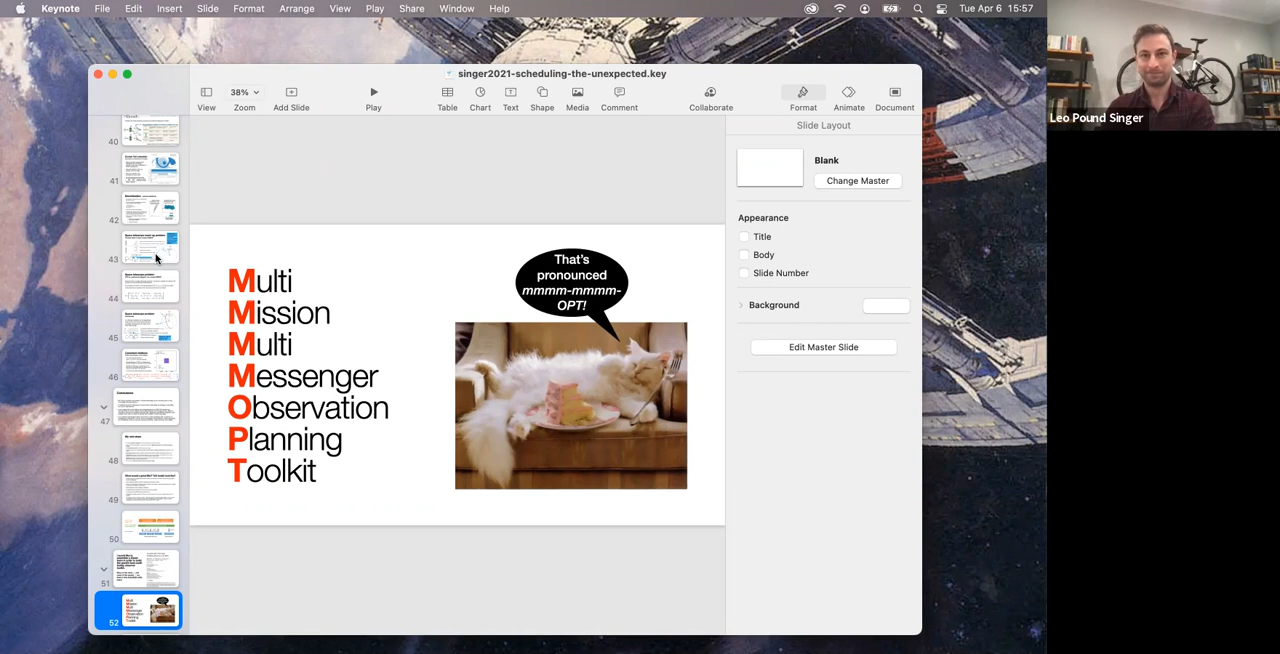 Keynote File Edit Insert Slide Format Arrange View Play Share Window Help Tue Apr 6 15:57
singer2021-scheduling-the-unexpected.key
38%
View Zoom Add Slide Play Table Chart Text Shape Media Comment Collaborate Format Animate Document
Slide Layout
Blank
Change Master
Appearance
Title
Body
Slide Number
Background
Edit Master Slide
40
41
42
43
44
45
46
47
48
49
50
51
52
Multi
Mission
Multi
Messenger
Observation
Planning
Toolkit
That's
pronounced
mmmm-mmmm-
OPT!
Leo Pound Singer